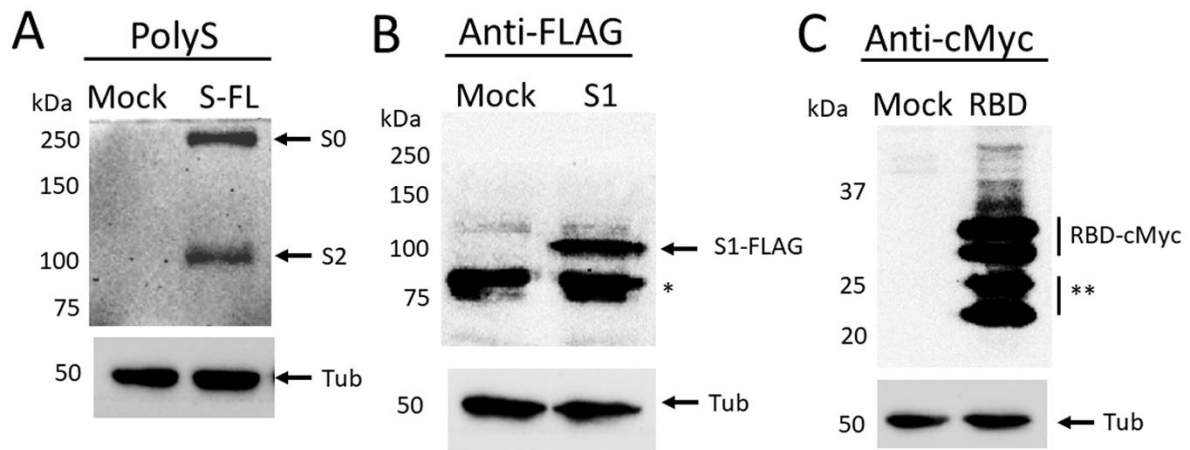 A
PolyS
kDa
Mock
S-FL
250
150
100
75
50
S0
S2
Tub
B
Anti-FLAG
kDa
Mock
S1
250
150
100
75
50
S1-FLAG
*
Tub
C
Anti-cMyc
kDa
Mock
RBD
37
25
20
50
RBD-cMyc
**
Tub